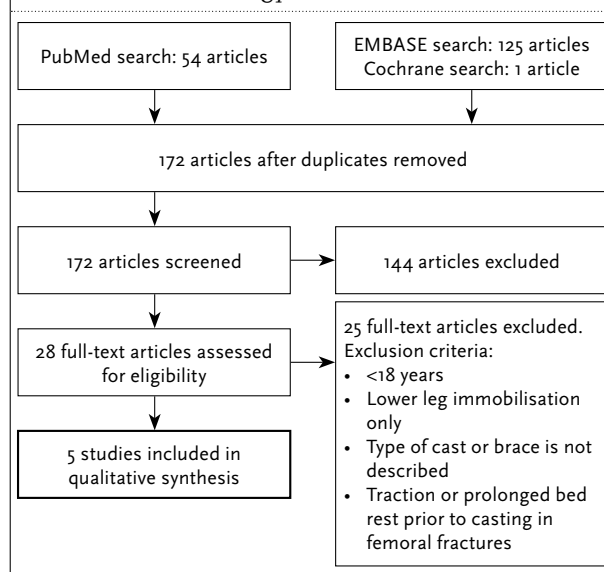 PubMed search: 54 articles
EMBASE search: 125 articles
Cochrane search: 1 article
172 articles after duplicates removed
172 articles screened
144 articles excluded
28 full-text articles assessed
for eligibility
25 full-text articles excluded.
Exclusion criteria:
• <18 years
• Lower leg immobilisation
only
• Type of cast or brace is not
described
• Traction or prolonged bed
rest prior to casting in
femoral fractures
5 studies included in
qualitative synthesis